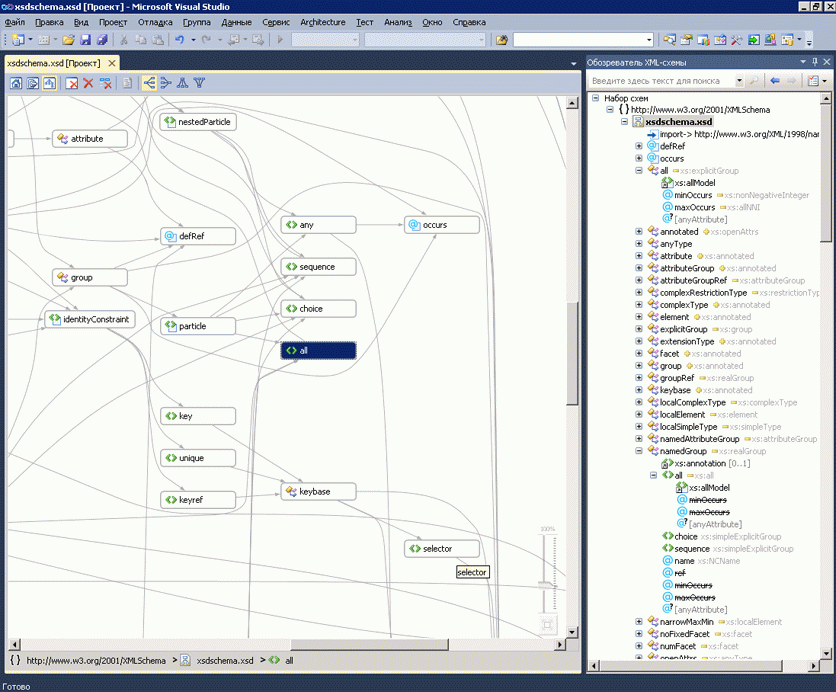 xsdschema.xsd [Проект] - Microsoft Visual Studio
Файл Правка Вид Проект Отладка Группа Данные Сервис Architecture Тест Анализ Окно Справка
xsdschema.xsd [Проект]
nestedParticle
attribute
any
occurs
defRef
sequence
group
choice
identityConstraint
particle
all
key
unique
keybase
keyref
selector
selector
100%
{ } http://www.w3.org/2001/XMLSchema > xsdschema.xsd > all
Обозреватель XML-схемы
Введите здесь текст для поиска
Набор схем
{ } http://www.w3.org/2001/XMLSchema
xsdschema.xsd
import-> http://www.w3.org/XML/1998/nar
defRef
occurs
all xs:explicitGroup
xs:allModel
minOccurs xs:nonNegativeInteger
maxOccurs xs:allNNI
[anyAttribute]
annotated xs:openAttrs
anyType
attribute xs:annotated
attributeGroup xs:annotated
attributeGroupRef xs:attributeGroup
complexRestrictionType xs:restrictionTyp
complexType xs:annotated
element xs:annotated
explicitGroup xs:group
extensionType xs:annotated
facet xs:annotated
group xs:annotated
groupRef xs:realGroup
keybase xs:annotated
localComplexType xs:complexType
localElement xs:element
localSimpleType xs:simpleType
namedAttributeGroup xs:attributeGroup
namedGroup xs:realGroup
xs:annotation [0..1]
all xs:all
xs:allModel
minOccurs
maxOccurs
[anyAttribute]
choice xs:simpleExplicitGroup
sequence xs:simpleExplicitGroup
name xs:NCName
ref
minOccurs
maxOccurs
[anyAttribute]
narrowMaxMin xs:localElement
noFixedFacet xs:facet
numFacet xs:facet
openAttrs xs:anyType
Готово